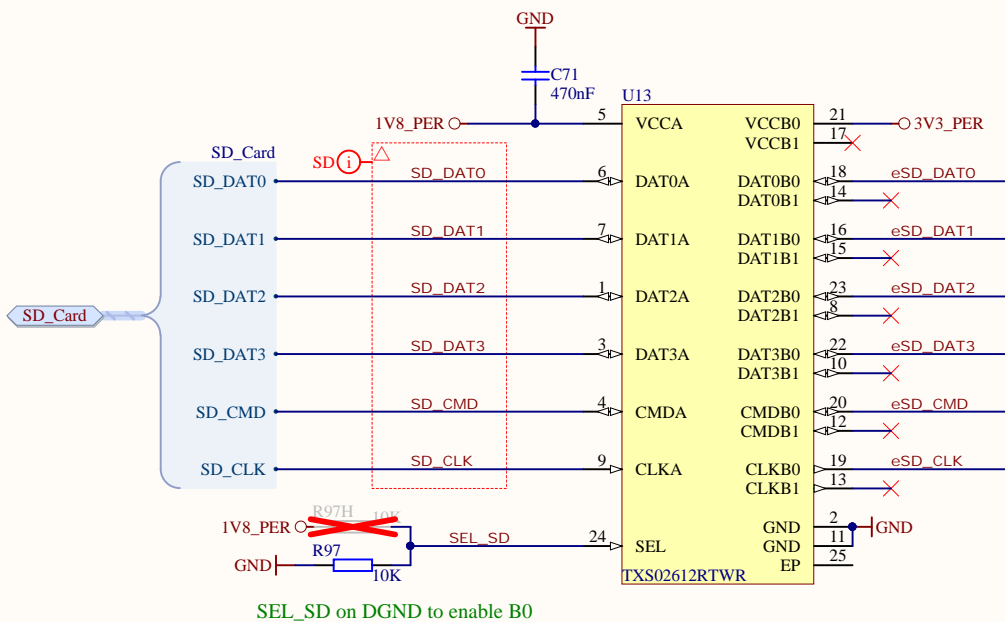 GND
C71
470nF
U13
1V8_PER
5
VCCA
VCCB0
21
3V3_PER
VCCB1
17
SD_Card
SD
i
SD_DAT0
SD_DAT0
6
DAT0A
DAT0B0
18
eSD_DAT0
DAT0B1
14
SD_DAT1
SD_DAT1
7
DAT1A
DAT1B0
16
eSD_DAT1
DAT1B1
15
SD_DAT2
SD_DAT2
1
DAT2A
DAT2B0
23
eSD_DAT2
DAT2B1
8
SD_Card
SD_DAT3
SD_DAT3
3
DAT3A
DAT3B0
22
eSD_DAT3
DAT3B1
10
SD_CMD
SD_CMD
4
CMDA
CMDB0
20
eSD_CMD
CMDB1
12
SD_CLK
SD_CLK
9
CLKA
CLKB0
19
eSD_CLK
CLKB1
13
R97H
10K
1V8_PER
GND
2
GND
SEL_SD
24
SEL
GND
11
R97
GND
10K
EP
25
TXS02612RTWR
SEL_SD on DGND to enable B0